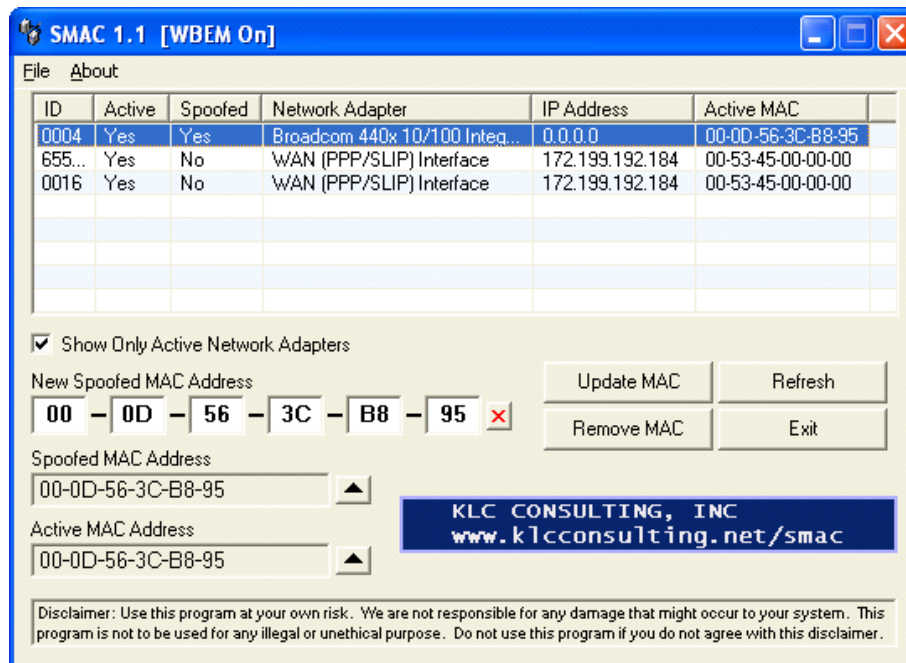 SMAC 1.1 [WBEM On]
File About
ID Active Spoofed Network Adapter IP Address Active MAC
0004 Yes Yes Broadcom 440x 10/100 Integ... 0.0.0.0 00-0D-56-3C-B8-95
655... Yes No WAN (PPP/SLIP) Interface 172.199.192.184 00-53-45-00-00-00
0016 Yes No WAN (PPP/SLIP) Interface 172.199.192.184 00-53-45-00-00-00
Show Only Active Network Adapters
New Spoofed MAC Address
00 - 0D - 56 - 3C - B8 - 95
Update MAC Refresh
Remove MAC Exit
Spoofed MAC Address
00-0D-56-3C-B8-95
Active MAC Address
00-0D-56-3C-B8-95
KLC CONSULTING, INC
www.klcconsulting.net/smac
Disclaimer: Use this program at your own risk. We are not responsible for any damage that might occur to your system. This
program is not to be used for any illegal or unethical purpose. Do not use this program if you do not agree with this disclaimer.